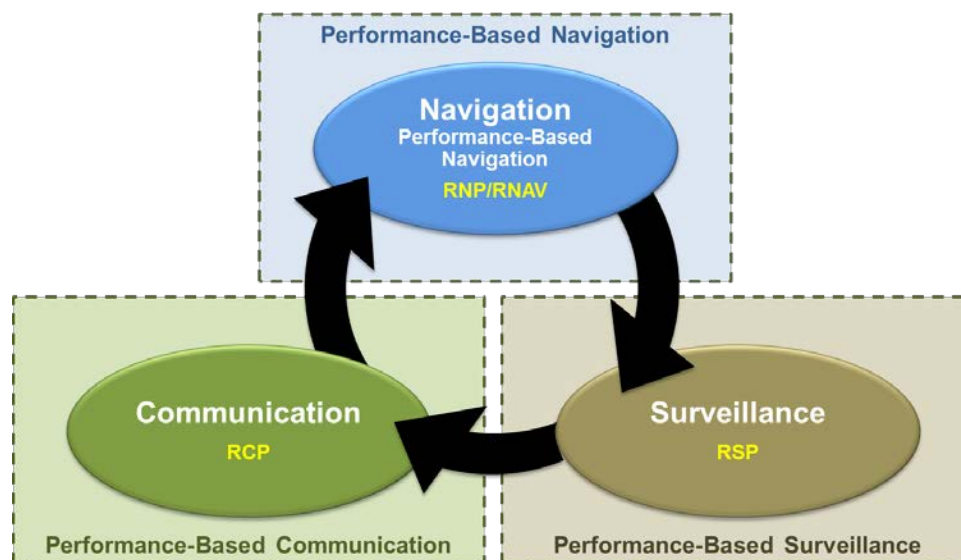 Performance-Based Navigation
Navigation
Performance-Based
Navigation
RNP/RNAV
Communication
RCP
Performance-Based Communication
Surveillance
RSP
Performance-Based Surveillance